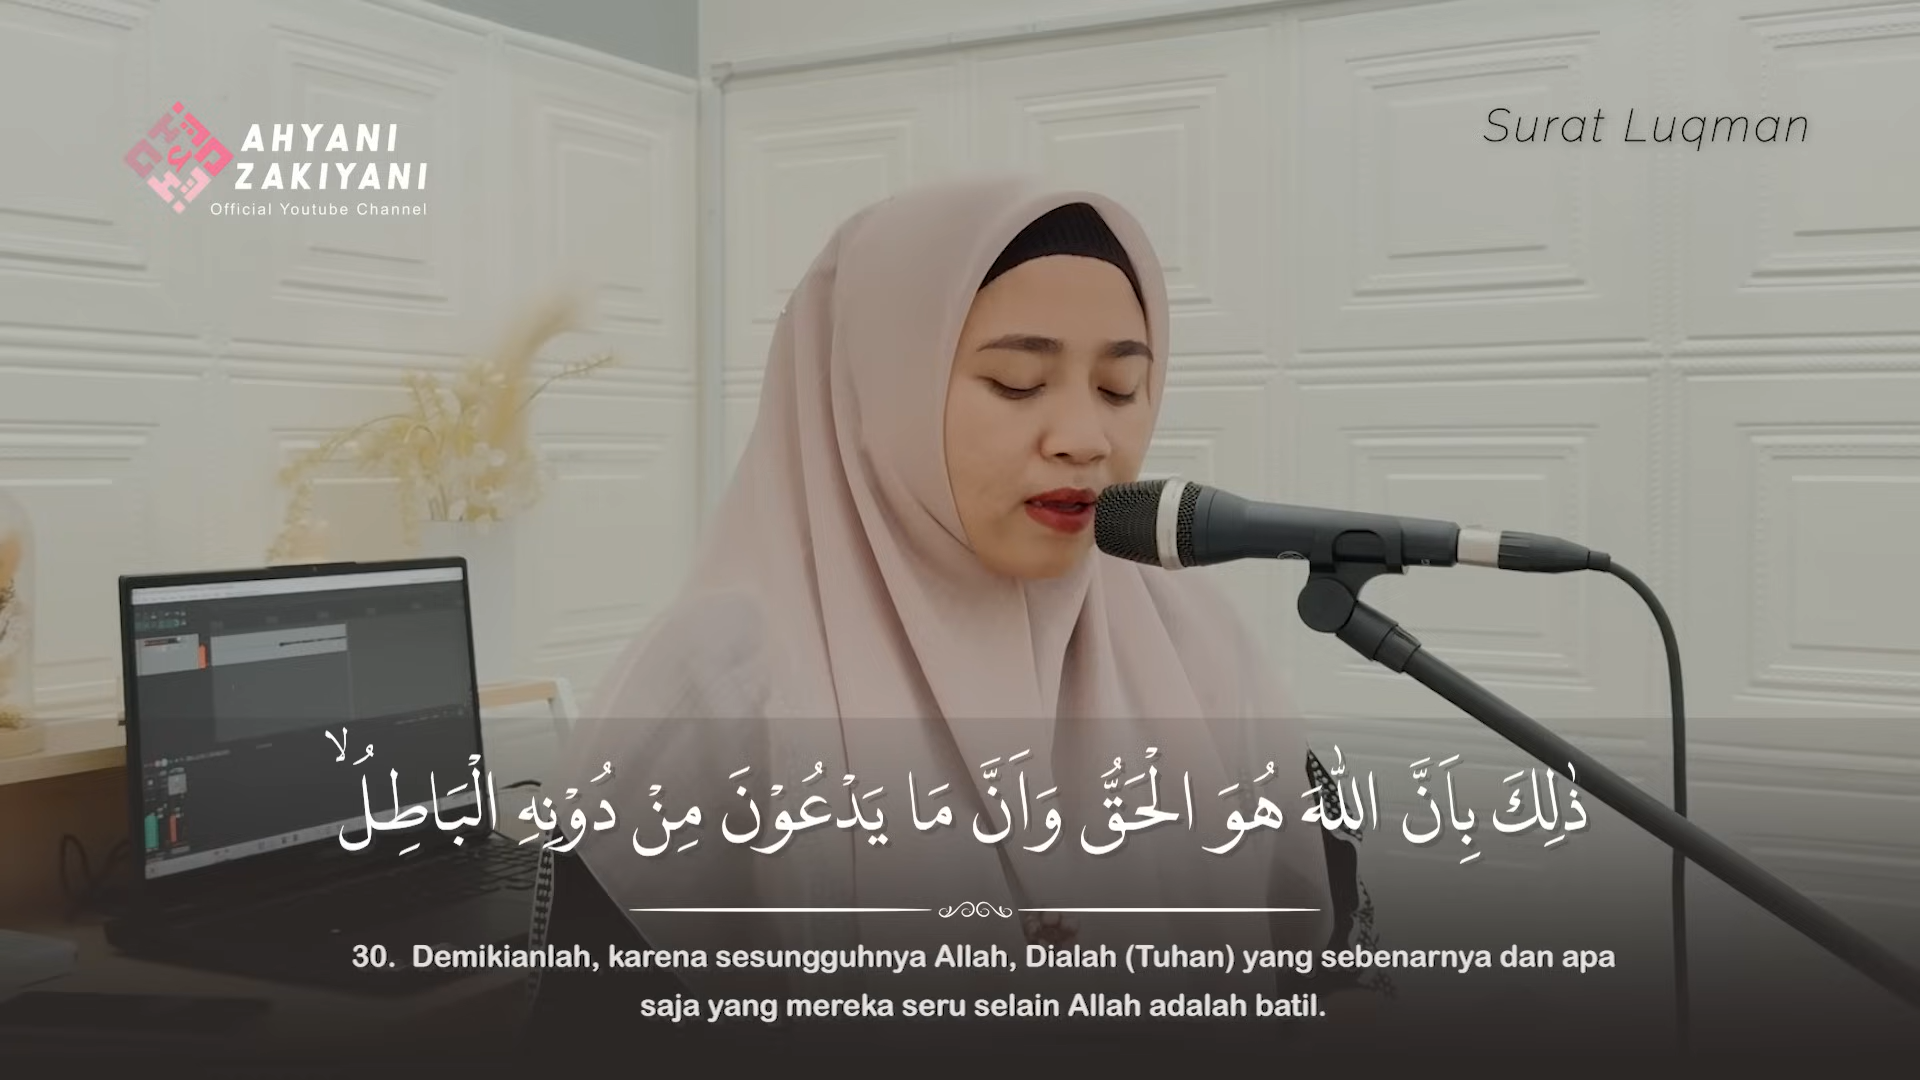 AHYANI
ZAKIYANI
Official Youtube Channel
Surat Luqman
ذٰلِكَ بِاَنَّ اللّٰهَ هُوَ الْحَقُّ وَاَنَّ مَا يَدْعُوْنَ مِنْ دُوْنِهِ الْبَاطِلُۙ
30. Demikianlah, karena sesungguhnya Allah, Dialah (Tuhan) yang sebenarnya dan apa
saja yang mereka seru selain Allah adalah batil.